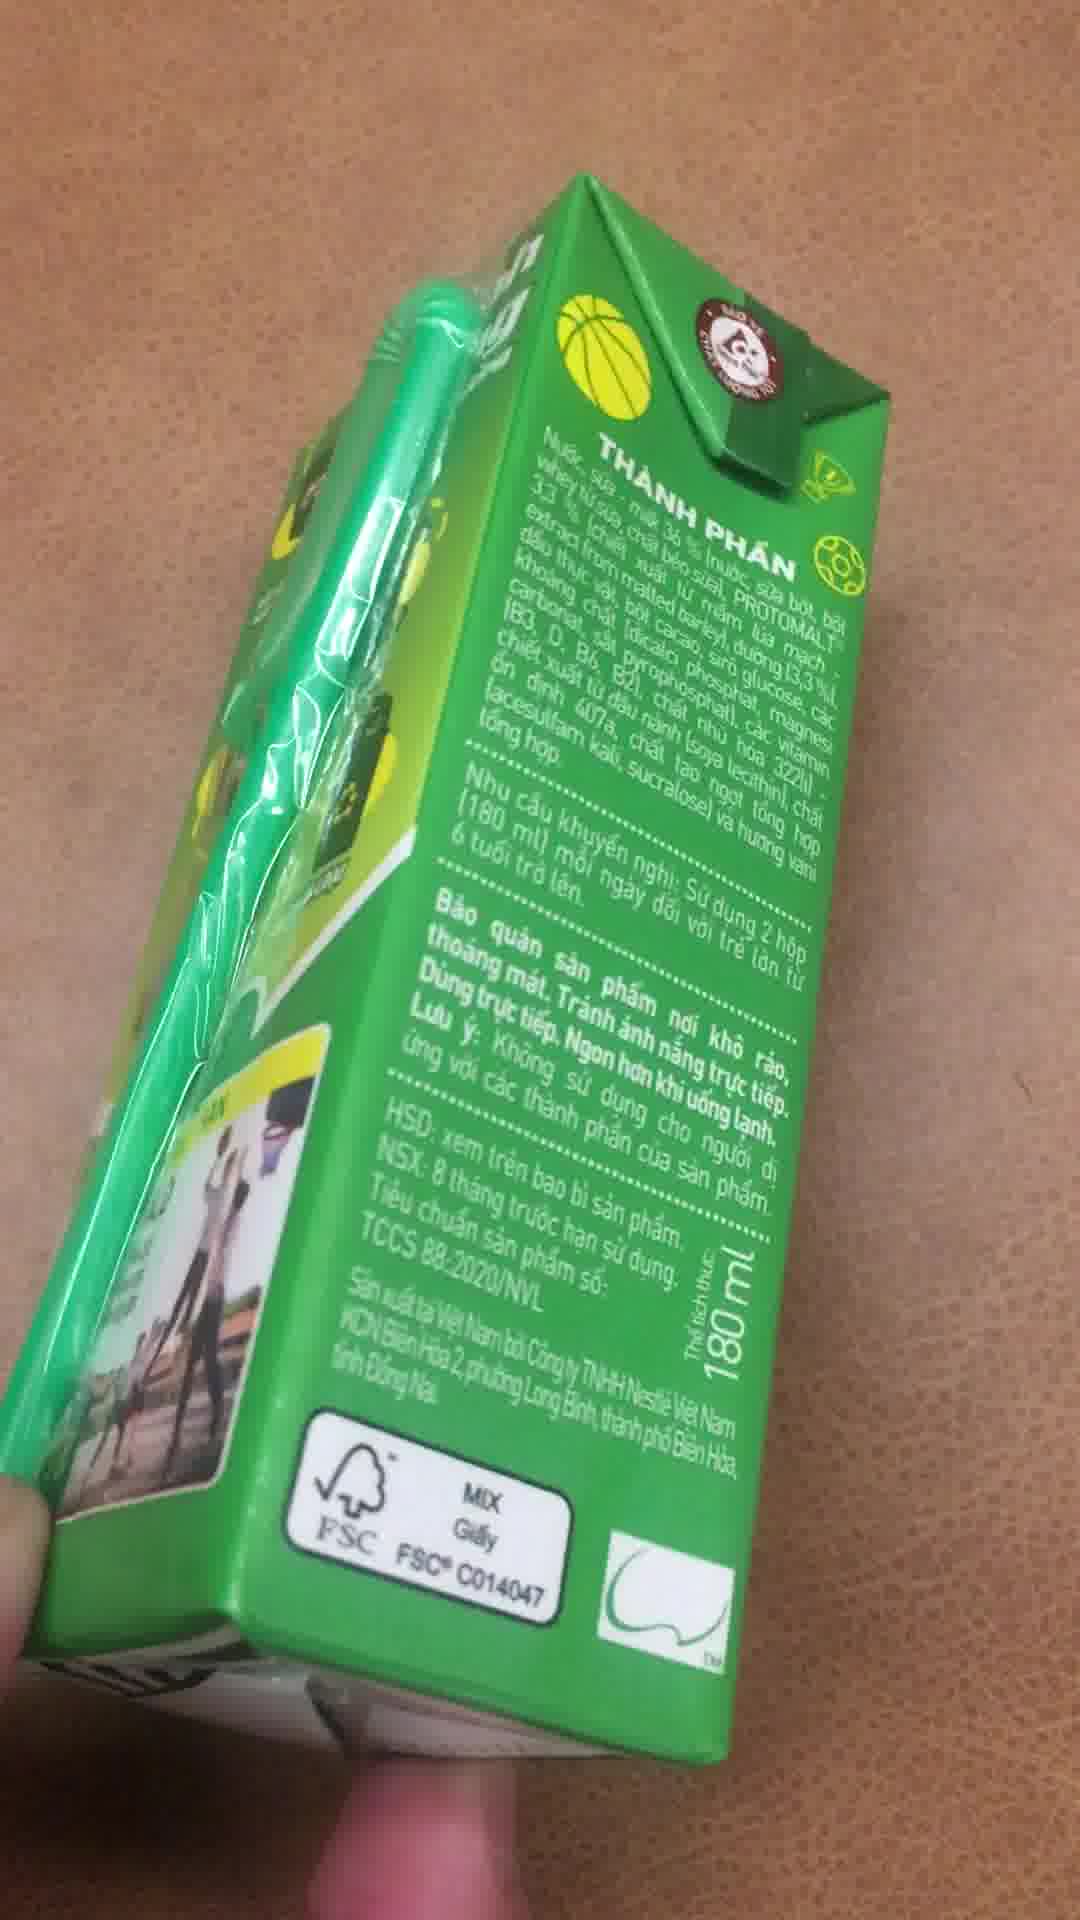 THÀNH PHẦN
Nước, sữa - milk 36 % (nước, sữa bột, bột
whey từ sữa, chất béo sữa), PROTOMALT®
3,3 % (chiết xuất từ mầm lúa mạch -
extract from malted barley), đường (3,3 %),
dầu thực vật, bột cacao, sirô glucose, các
khoáng chất (dicalci phosphat, magnesi
carbonat, sắt pyrophosphat), các vitamin
(B3, D, B6, B2), chất nhũ hóa 322(i) -
chiết xuất từ đậu nành (soya lecithin), chất
ổn định 407a, chất tạo ngọt tổng hợp
(acesulfam kali, sucralose) và hương vani
tổng hợp.
Nhu cầu khuyến nghị: Sử dụng 2 hộp
(180 ml) mỗi ngày đối với trẻ lớn từ
6 tuổi trở lên.
Bảo quản sản phẩm nơi khô ráo,
thoáng mát. Tránh ánh nắng trực tiếp.
Dùng trực tiếp. Ngon hơn khi uống lạnh.
Lưu ý: Không sử dụng cho người dị
ứng với các thành phần của sản phẩm.
HSD: xem trên bao bì sản phẩm.
NSX: 8 tháng trước hạn sử dụng.
Tiêu chuẩn sản phẩm số:
TCCS 88:2020/NVL
Thể tích thực:
180 ml
Sản xuất tại Việt Nam bởi Công ty TNHH Nestlé Việt Nam
KCN Biên Hòa 2, phường Long Bình, thành phố Biên Hòa,
tỉnh Đồng Nai.
FSC
MIX
Giấy
FSC® C014047